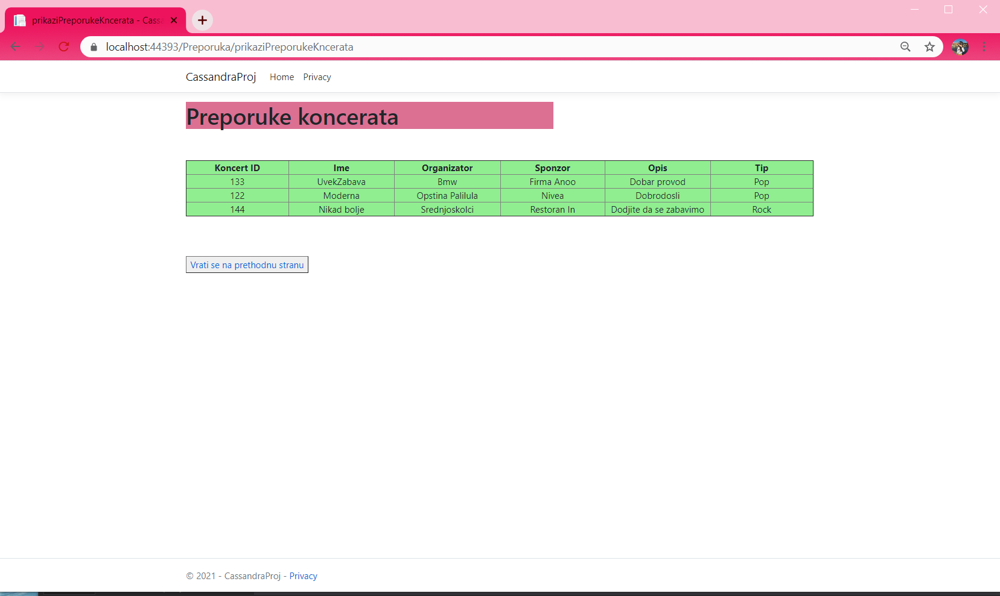 prikaziPreporukeKncerata - Cass
localhost:44393/Preporuka/prikaziPreporukeKncerata
CassandraProj Home Privacy
Preporuke koncerata
Koncert ID Ime Organizator Sponzor Opis Tip
133 UvekZabava Bmw Firma Anoo Dobar provod Pop
122 Moderna Opstina Palilula Nivea Dobrodosli Pop
144 Nikad bolje Srednjoskolci Restoran In Dodjite da se zabavimo Rock
Vrati se na prethodnu stranu
© 2021 - CassandraProj - Privacy